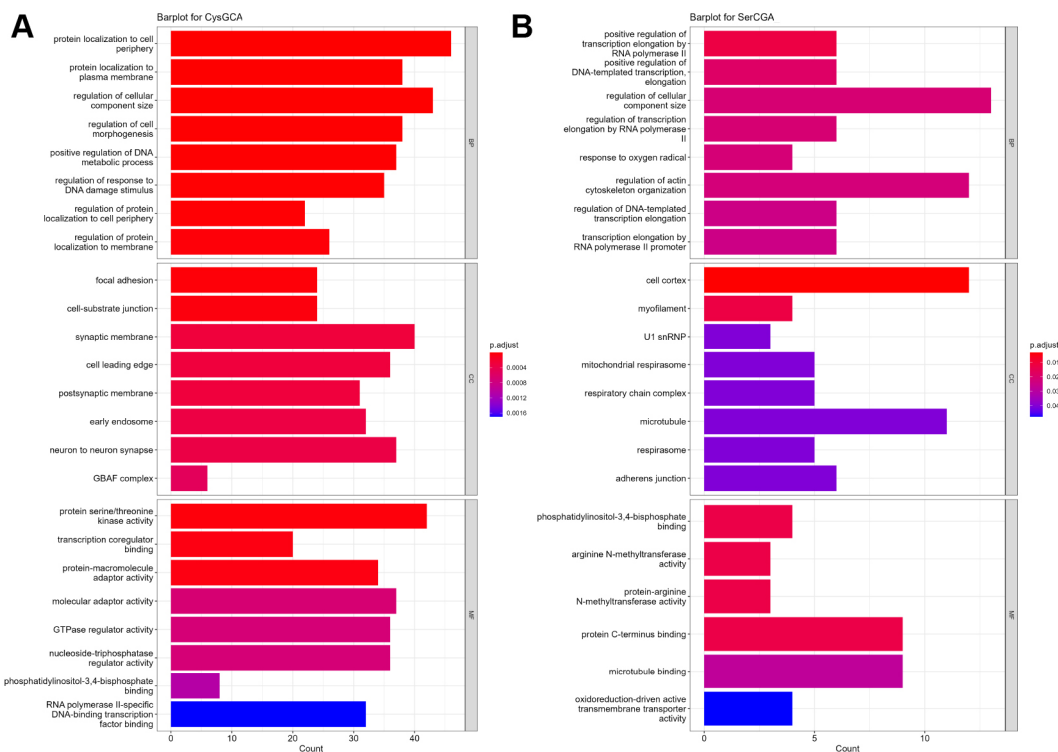 A
Barplot for CysGCA
protein localization to cell
periphery
protein localization to
plasma membrane
regulation of cellular
component size
regulation of cell
morphogenesis
positive regulation of DNA
metabolic process
regulation of response to
DNA damage stimulus
regulation of protein
localization to cell periphery
regulation of protein
localization to membrane
BP
focal adhesion
cell-substrate junction
synaptic membrane
cell leading edge
postsynaptic membrane
early endosome
neuron to neuron synapse
GBAF complex
CC
protein serine/threonine
kinase activity
transcription coregulator
binding
protein-macromolecule
adaptor activity
molecular adaptor activity
GTPase regulator activity
nucleoside-triphosphatase
regulator activity
phosphatidylinositol-3,4-bisphosphate
binding
RNA polymerase II-specific
DNA-binding transcription
factor binding
MF
0 10 20 30 40
Count
p.adjust
0.0004
0.0008
0.0012
0.0016
B
Barplot for SerCGA
positive regulation of
transcription elongation by
RNA polymerase II
positive regulation of
DNA-templated transcription,
elongation
regulation of cellular
component size
regulation of transcription
elongation by RNA polymerase
II
response to oxygen radical
regulation of actin
cytoskeleton organization
regulation of DNA-templated
transcription elongation
transcription elongation by
RNA polymerase II promoter
BP
cell cortex
myofilament
U1 snRNP
mitochondrial respirasome
respiratory chain complex
microtubule
respirasome
adherens junction
CC
phosphatidylinositol-3,4-bisphosphate
binding
arginine N-methyltransferase
activity
protein-arginine
N-methyltransferase activity
protein C-terminus binding
microtubule binding
oxidoreduction-driven active
transmembrane transporter
activity
MF
0 5 10
Count
p.adjust
0.01
0.02
0.03
0.04